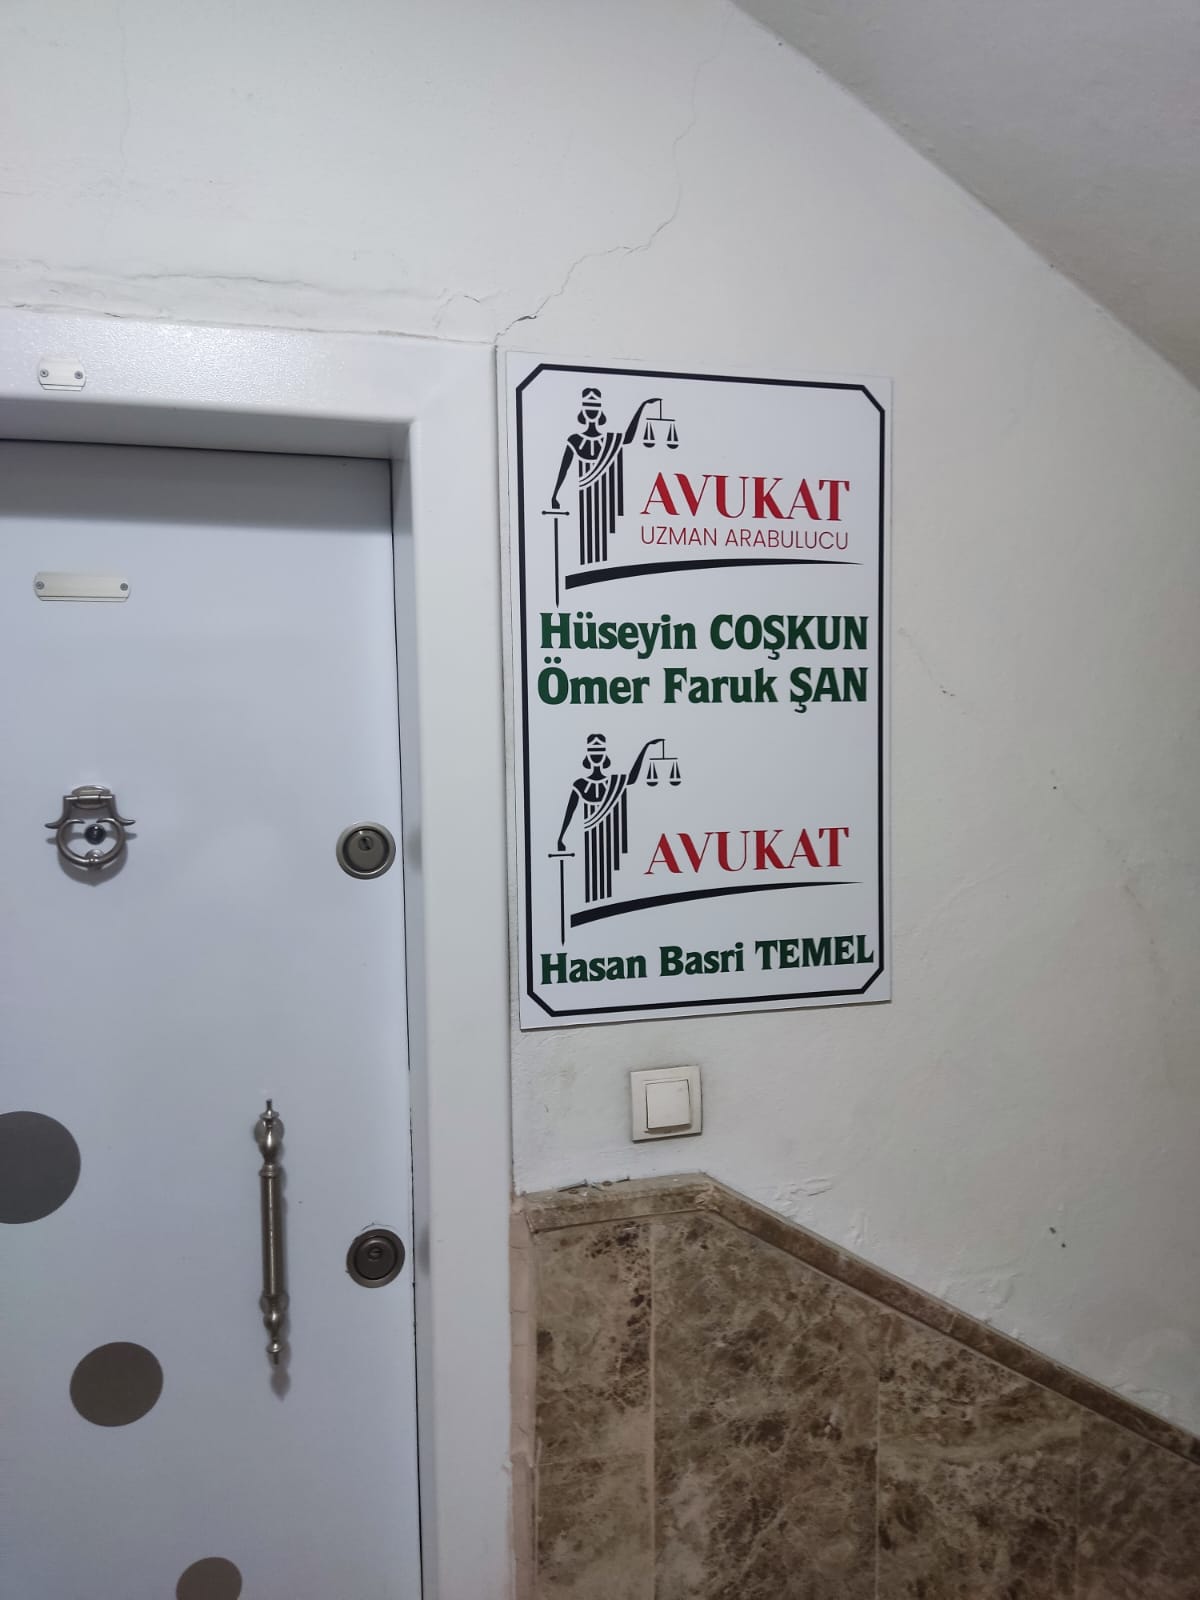 AVUKAT
UZMAN ARABULUCU
Hüseyin COŞKUN
Ömer Faruk ŞAN
AVUKAT
Hasan Basri TEMEL